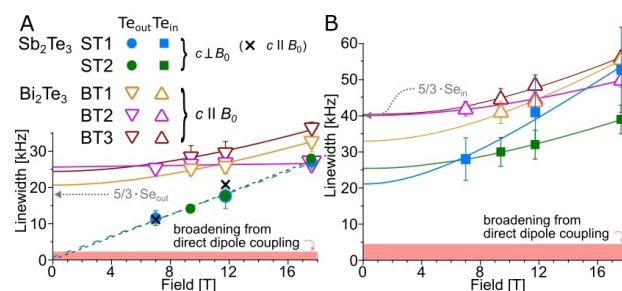 A
Te_out Te_in
Sb₂Te₃ ST1 c ⊥ B₀ (× c ∥ B₀)
ST2
Bi₂Te₃ BT1
BT2 c ∥ B₀
BT3
Linewidth [kHz]
30
20
10
0
5/3·Se_out
broadening from
direct dipole coupling
0 4 8 12 16
Field [T]
B
Linewidth [kHz]
60
50
40
30
20
10
0
5/3·Se_in
broadening from
direct dipole coupling
0 4 8 12 16
Field [T]